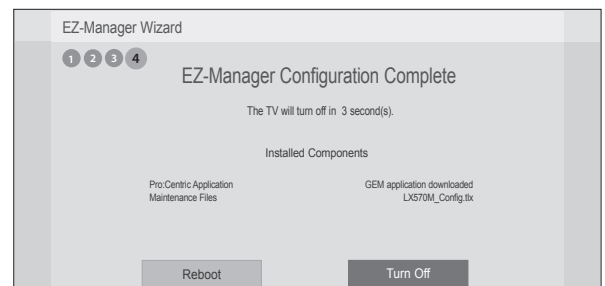 EZ-Manager Wizard
1 2 3 4
EZ-Manager Configuration Complete
The TV will turn off in 3 second(s).
Installed Components
Pro:Centric Application GEM application downloaded
Maintenance Files LX570M_Config.tlx
Reboot Turn Off